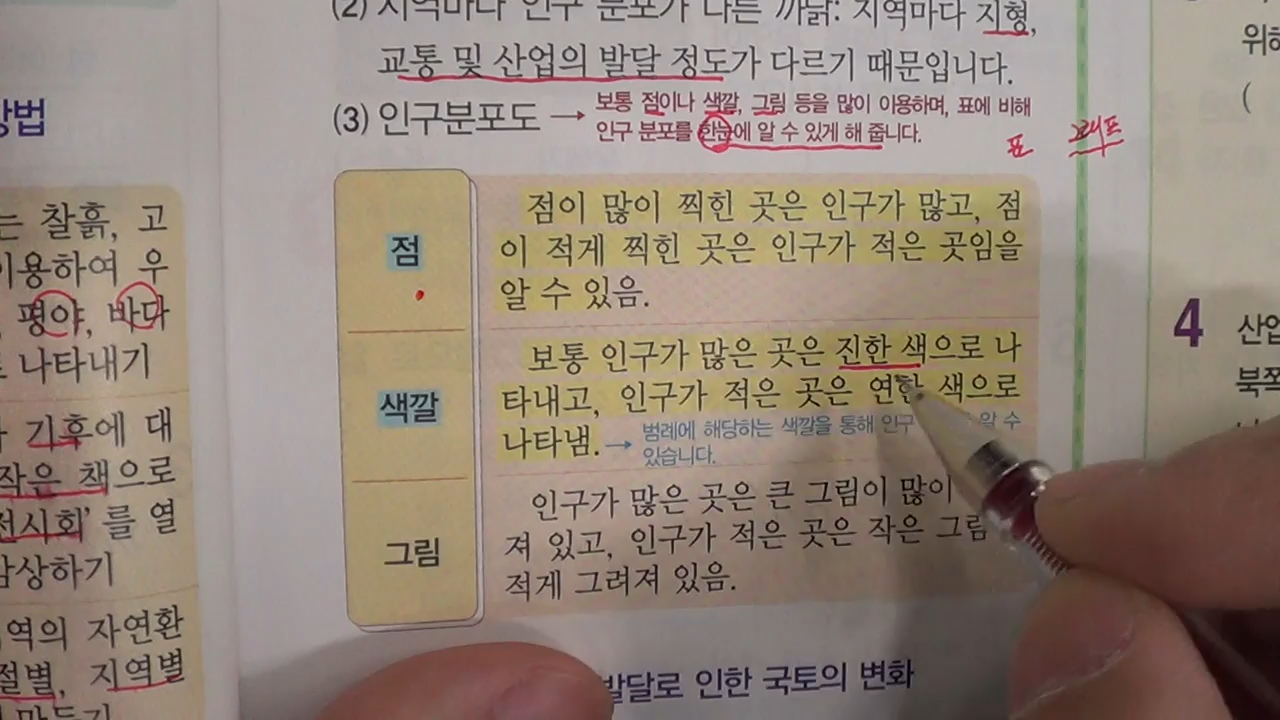 (2) 지역마다 인구 분포가 다른 까닭: 지역마다 지형,
교통 및 산업의 발달 정도가 다르기 때문입니다.
(3) 인구분포도 → 보통 점이나 색깔, 그림 등을 많이 이용하며, 표에 비해
인구 분포를 한눈에 알 수 있게 해 줍니다.
표 그래프
점
점이 많이 찍힌 곳은 인구가 많고, 점
이 적게 찍힌 곳은 인구가 적은 곳임을
알 수 있음.
색깔
보통 인구가 많은 곳은 진한 색으로 나
타내고, 인구가 적은 곳은 연한 색으로
나타냄. → 범례에 해당하는 색깔을 통해 인구 알 수
있습니다.
그림
인구가 많은 곳은 큰 그림이 많이
져 있고, 인구가 적은 곳은 작은 그림
적게 그려져 있음.
발달로 인한 국토의 변화
방법
는 찰흙, 고
이용하여 우
평야, 바다
나타내기
기후에 대
작은 책으로
전시회’를 열
감상하기
역의 자연환
절별, 지역별
만들기
위해
(
4 산업
북쪽